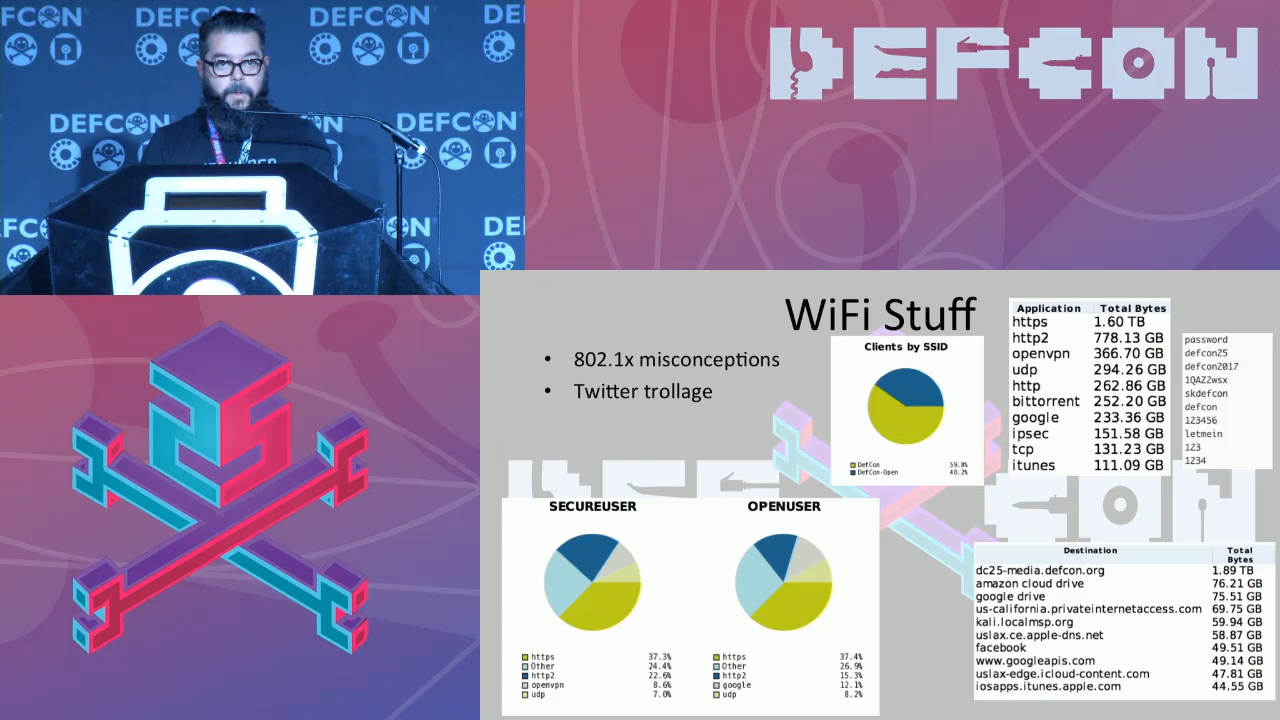 DEFCON DEFCON DEFCON
DEFCON DEFCON
DEFCON
DEFCON
WiFi Stuff
• 802.1x misconceptions
• Twitter trollage
Clients by SSID
DefCon 59.8%
DefCon-Open 40.2%
Application Total Bytes
https 1.60 TB
http2 778.13 GB
openvpn 366.70 GB
udp 294.26 GB
http 262.86 GB
bittorrent 252.20 GB
google 233.36 GB
ipsec 151.58 GB
tcp 131.23 GB
itunes 111.09 GB
password
defcon25
defcon2017
1QAZ2wsx
skdefcon
defcon
123456
letmein
123
1234
SECUREUSER
https 37.3%
Other 24.4%
http2 22.6%
openvpn 8.6%
udp 7.0%
OPENUSER
https 37.4%
Other 26.9%
http2 15.3%
google 12.1%
udp 8.2%
Destination Total Bytes
dc25-media.defcon.org 1.89 TB
amazon cloud drive 76.21 GB
google drive 75.51 GB
us-california.privateinternetaccess.com 69.75 GB
kali.localmsp.org 59.94 GB
uslax.ce.apple-dns.net 58.87 GB
facebook 49.51 GB
www.googleapis.com 49.14 GB
uslax-edge.icloud-content.com 47.81 GB
iosapps.itunes.apple.com 44.55 GB